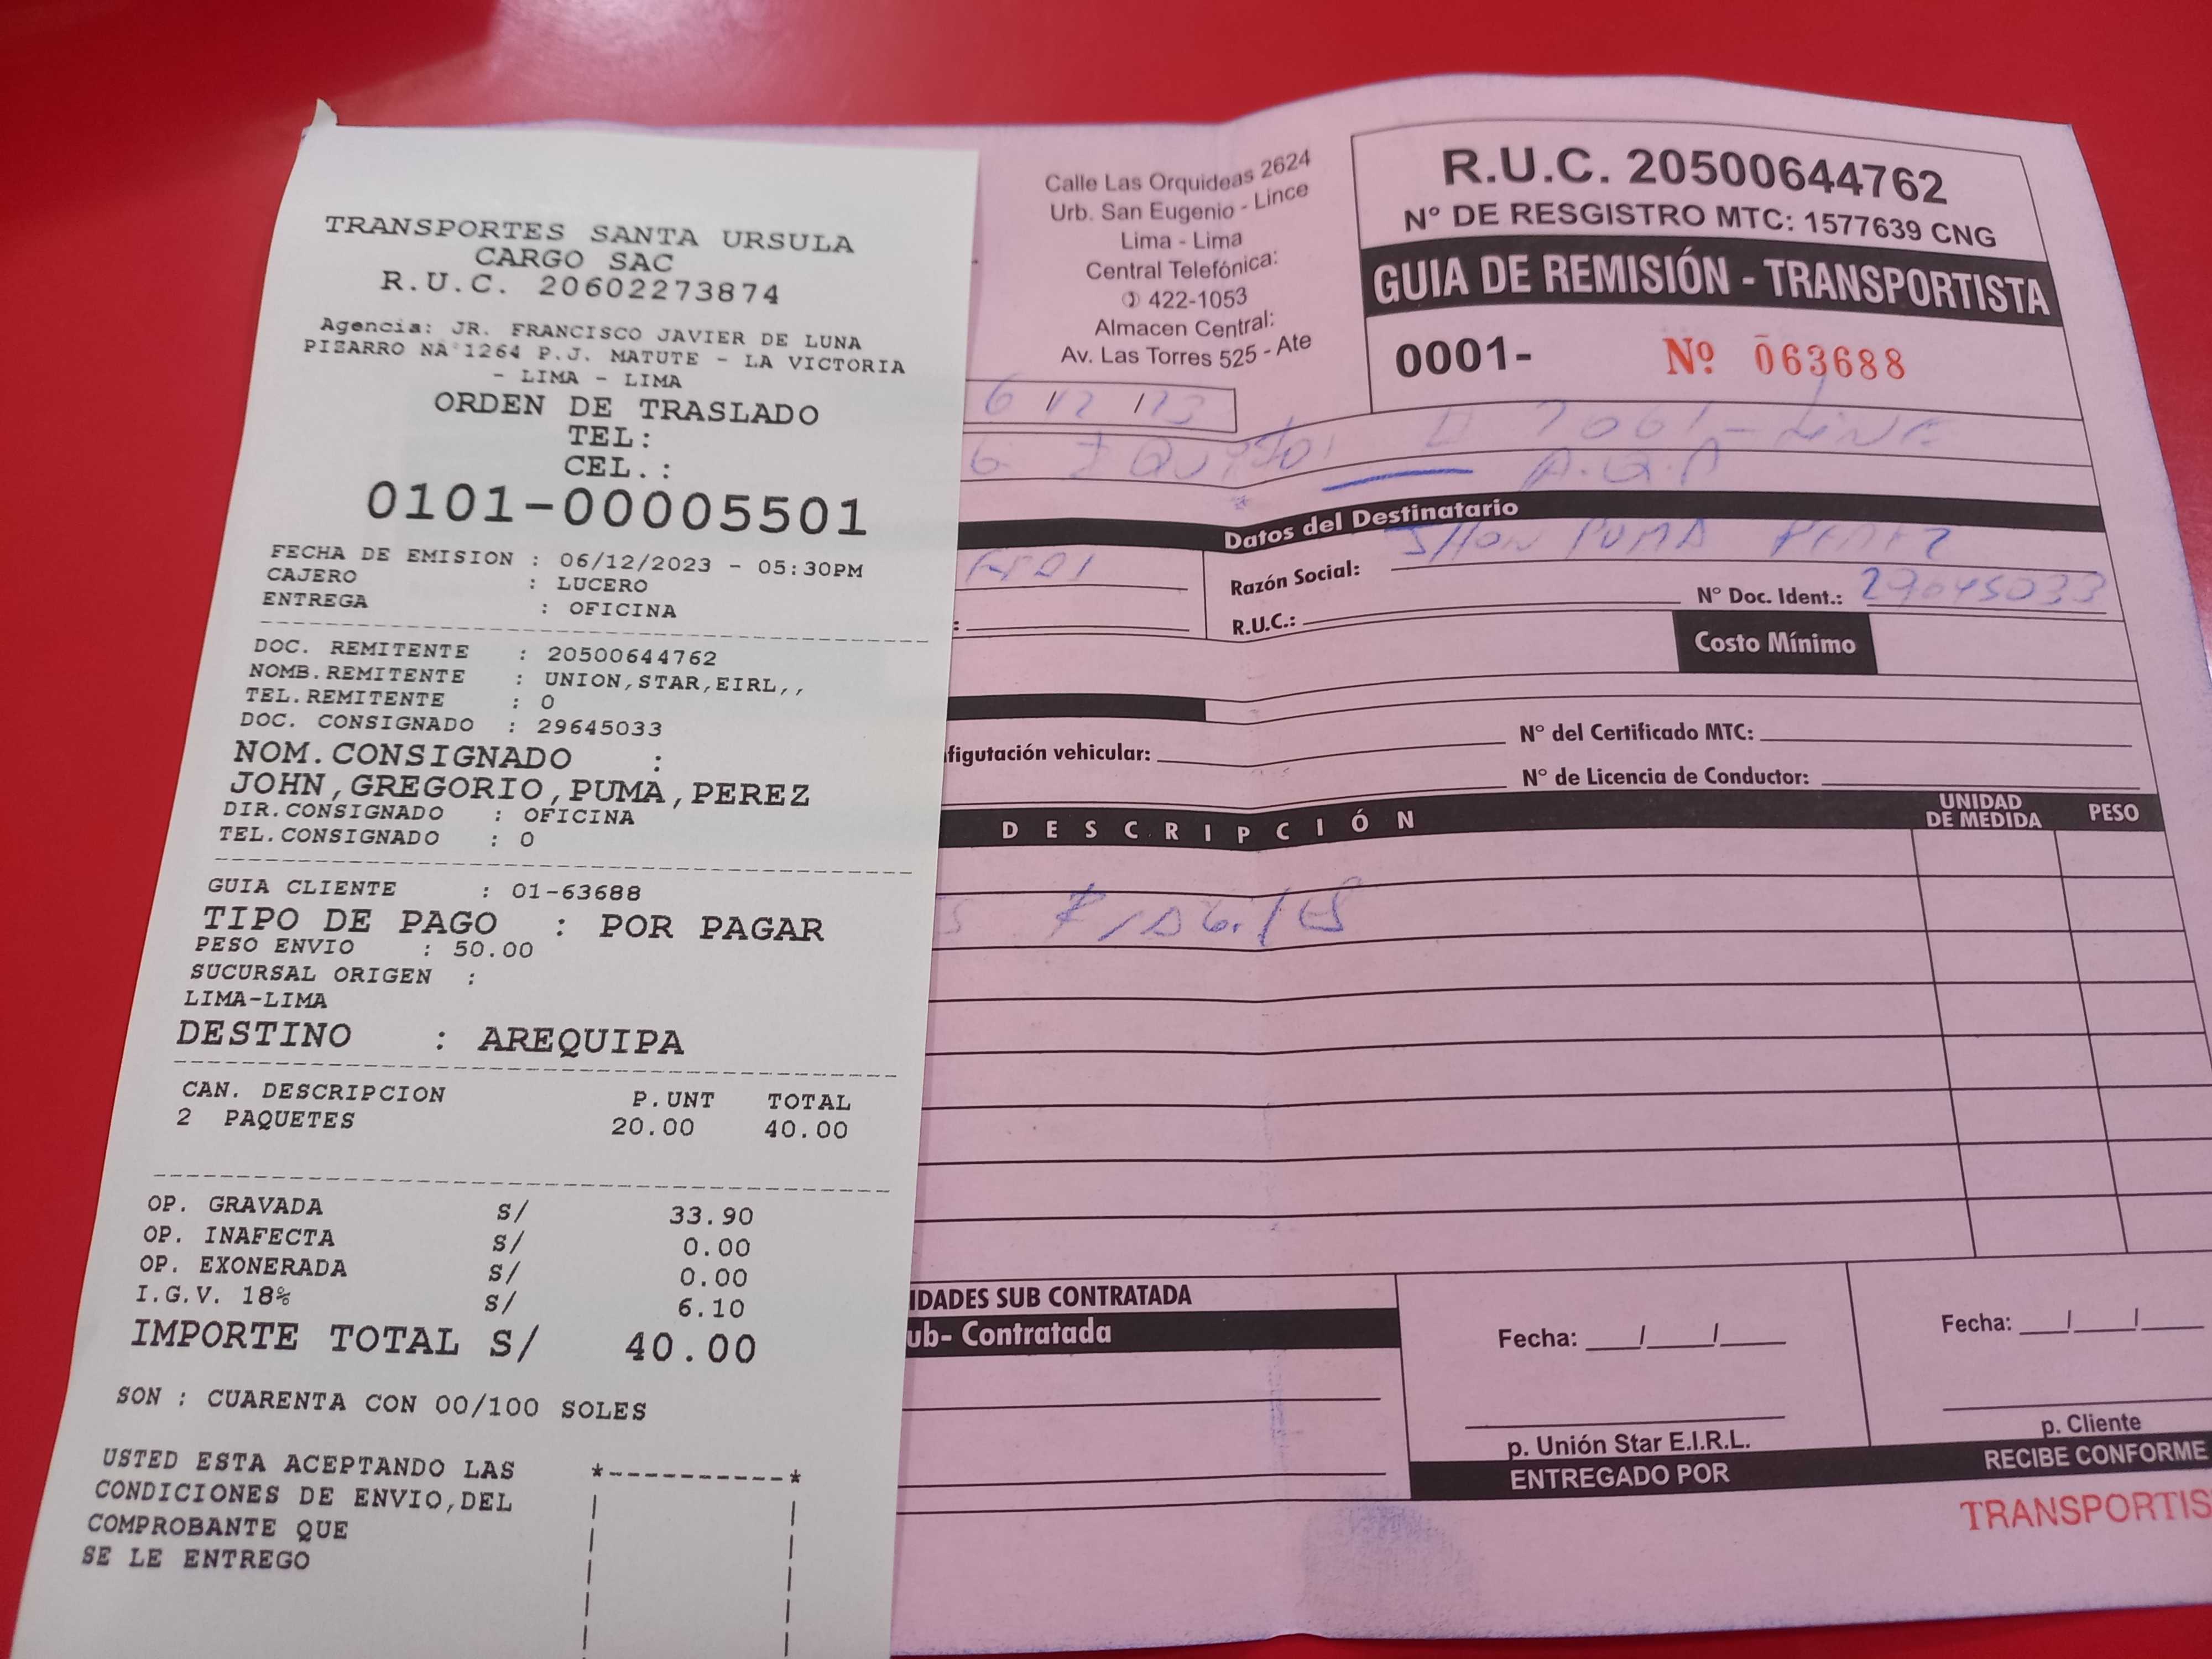 TRANSPORTES SANTA URSULA
CARGO SAC
R.U.C. 20602273874
Agencia: JR. FRANCISCO JAVIER DE LUNA
PIZARRO NA°1264 P.J. MATUTE - LA VICTORIA
- LIMA - LIMA
ORDEN DE TRASLADO
TEL:
CEL.:
0101-00005501
FECHA DE EMISION : 06/12/2023 - 05:30PM
CAJERO : LUCERO
ENTREGA : OFICINA
DOC. REMITENTE : 20500644762
NOMB.REMITENTE : UNION,STAR,EIRL,,
TEL.REMITENTE : 0
DOC. CONSIGNADO : 29645033
NOM.CONSIGNADO :
JOHN,GREGORIO,PUMA,PEREZ
DIR.CONSIGNADO : OFICINA
TEL.CONSIGNADO : 0
GUIA CLIENTE : 01-63688
TIPO DE PAGO : POR PAGAR
PESO ENVIO : 50.00
SUCURSAL ORIGEN :
LIMA-LIMA
DESTINO : AREQUIPA
CAN. DESCRIPCION P.UNT TOTAL
2 PAQUETES 20.00 40.00
OP. GRAVADA S/ 33.90
OP. INAFECTA S/ 0.00
OP. EXONERADA S/ 0.00
I.G.V. 18% S/ 6.10
IMPORTE TOTAL S/ 40.00
SON : CUARENTA CON 00/100 SOLES
USTED ESTA ACEPTANDO LAS
CONDICIONES DE ENVIO,DEL
COMPROBANTE QUE
SE LE ENTREGO
Calle Las Orquideas 2624
Urb. San Eugenio - Lince
Lima - Lima
Central Telefónica:
422-1053
Almacen Central:
Av. Las Torres 525 - Ate
R.U.C. 20500644762
N° DE RESGISTRO MTC: 1577639 CNG
GUIA DE REMISIÓN - TRANSPORTISTA
0001- Nº 063688
6 / 12 / 23
A.Q.P
Datos del Destinatario
Razón Social: JHON PUMA PEREZ
R.U.C.: N° Doc. Ident.: 29645033
Costo Mínimo
figutación vehicular: N° del Certificado MTC:
N° de Licencia de Conductor:
DESCRIPCIÓN UNIDAD DE MEDIDA PESO
IDADES SUB CONTRATADA
ub- Contratada
Fecha: / / Fecha: / /
p. Unión Star E.I.R.L. p. Cliente
ENTREGADO POR RECIBE CONFORME
TRANSPORTIS